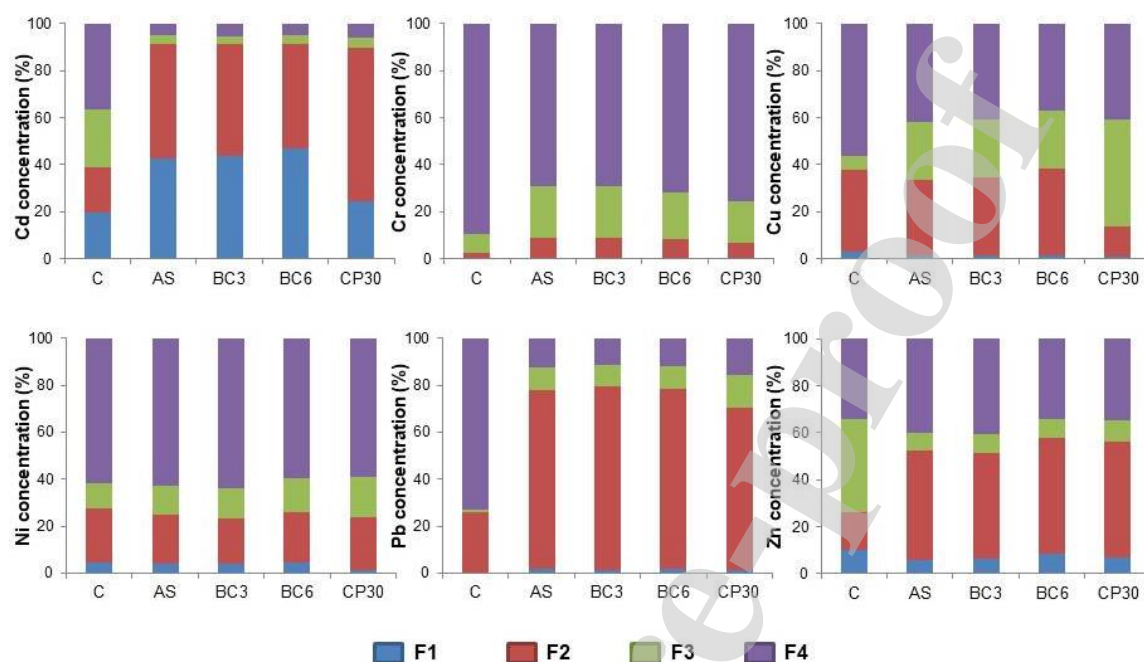 Cd concentration (%)
100
80
60
40
20
0
C AS BC3 BC6 CP30
Cr concentration (%)
100
80
60
40
20
0
C AS BC3 BC6 CP30
Cu concentration (%)
100
80
60
40
20
0
C AS BC3 BC6 CP30
Ni concentration (%)
100
80
60
40
20
0
C AS BC3 BC6 CP30
Pb concentration (%)
100
80
60
40
20
0
C AS BC3 BC6 CP30
Zn concentration (%)
100
80
60
40
20
0
C AS BC3 BC6 CP30
F1 F2 F3 F4
e-proof